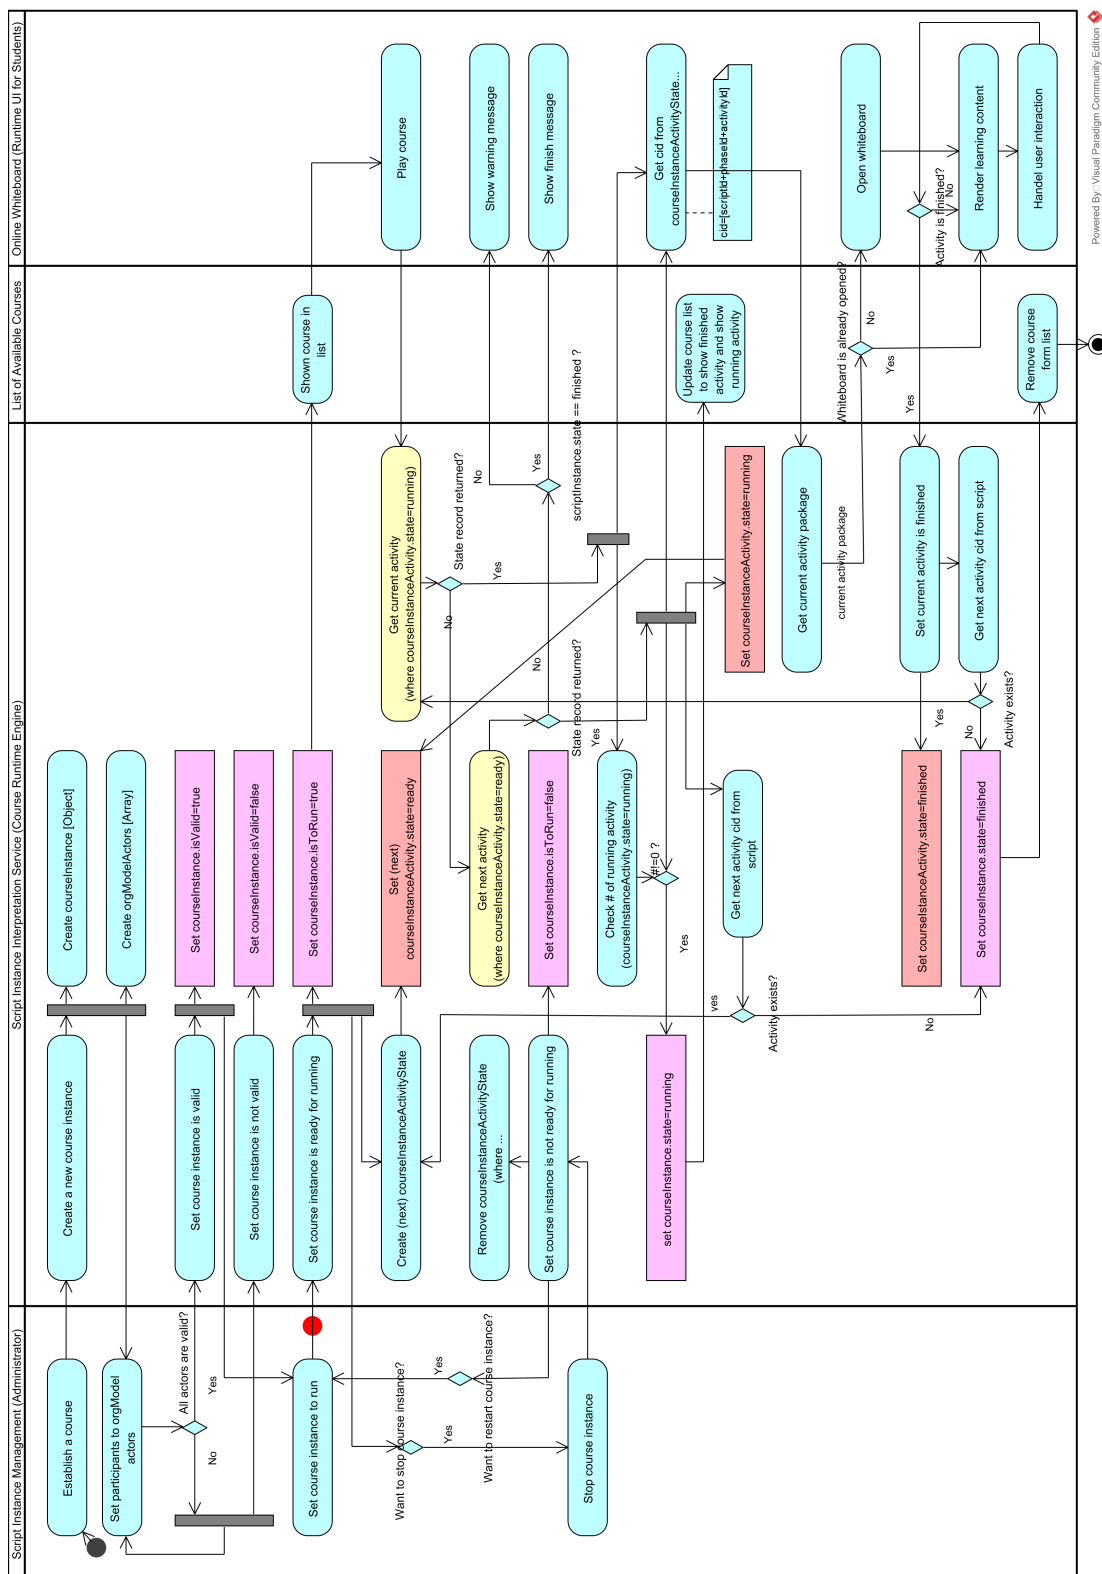 Script Instance Management (Administrator)
Script Instance Interpretation Service (Course Runtime Engine)
List of Available Courses
Online Whiteboard (Runtime UI for Students)
Establish a course
Create a new course instance
Create courseInstance [Object]
Create orgModelActors [Array]
Set participants to orgModel
actors
All actors are valid?
Yes
No
Set course instance is valid
Set courseInstance.isValid=true
Set course instance is not valid
Set courseInstance.isValid=false
Set course instance to run
Set course instance is ready for running
Set courseInstance.isToRun=true
Shown course in
list
Play course
Create (next) courseInstanceActivityState
Set (next)
courseInstanceActivity.state=ready
Get current activity
(where courseInstanceActivity.state=running)
State record returned?
No
Yes
Want to stop course instance?
Yes
Yes
Want to restart course instance?
Remove courseInstanceActivityState
(where ...
Get next activity
(where courseInstanceActivity.state=ready)
No
Show warning message
Set course instance is not ready for running
Set courseInstance.isToRun=false
State record returned?
No
Yes
Yes
scriptInstance.state == finished ?
Show finish message
Stop course instance
Check # of running activity
(courseInstanceActivity.state=running)
#!=0 ?
Yes
set courseInstance.state=running
Get cid from
courseInstanceActivityState...
cid=[scriptId+phaseId+activityId]
Update course list
to show finished
activity and show
running activity
Get next activity cid from
script
yes
Activity exists?
No
Set courseInstanceActivity.state=running
Get current activity package
current activity package
Whiteboard is already opened?
No
Yes
Open whiteboard
Yes
Activity is finished?
No
Render learning content
Handel user interaction
Set current activity is finished
Get next activity cid from script
Yes
No
Activity exists?
Set courseIstanceActivity.state=finished
Set courseInstance.state=finished
Remove course
form list
Powered By Visual Paradigm Community Edition